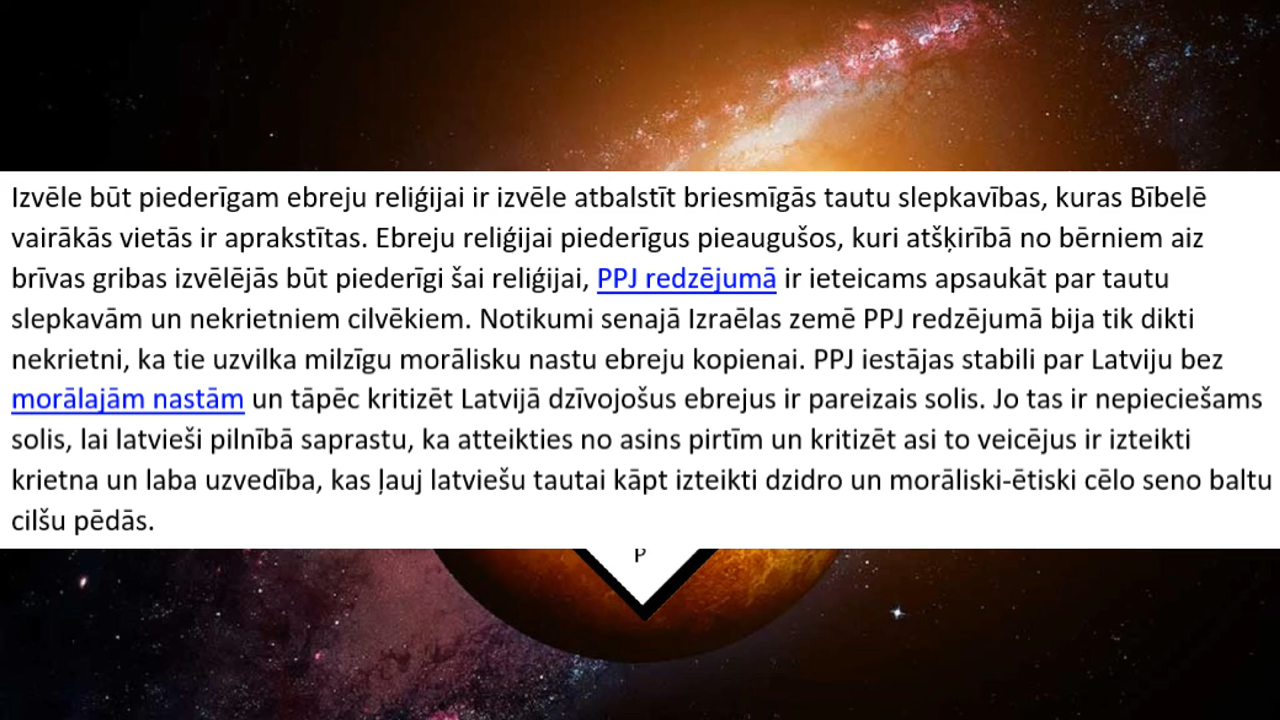 Izvēle būt piederīgam ebreju reliģijai ir izvēle atbalstīt briesmīgās tautu slepkavības, kuras Bībelē
vairākās vietās ir aprakstītas. Ebreju reliģijai piederīgus pieaugušos, kuri atšķirībā no bērniem aiz
brīvas gribas izvēlējās būt piederīgi šai reliģijai, PPJ redzējumā ir ieteicams apsaukāt par tautu
slepkavām un nekrietniem cilvēkiem. Notikumi senajā Izraēlas zemē PPJ redzējumā bija tik dikti
nekrietni, ka tie uzvilka milzīgu morālisku nastu ebreju kopienai. PPJ iestājas stabili par Latviju bez
morālajām nastām un tāpēc kritizēt Latvijā dzīvojošus ebrejus ir pareizais solis. Jo tas ir nepieciešams
solis, lai latvieši pilnībā saprastu, ka atteikties no asins pirtīm un kritizēt asi to veicējus ir izteikti
krietna un laba uzvedība, kas ļauj latviešu tautai kāpt izteikti dzidro un morāliski-ētiski cēlo seno baltu
cilšu pēdās.
P